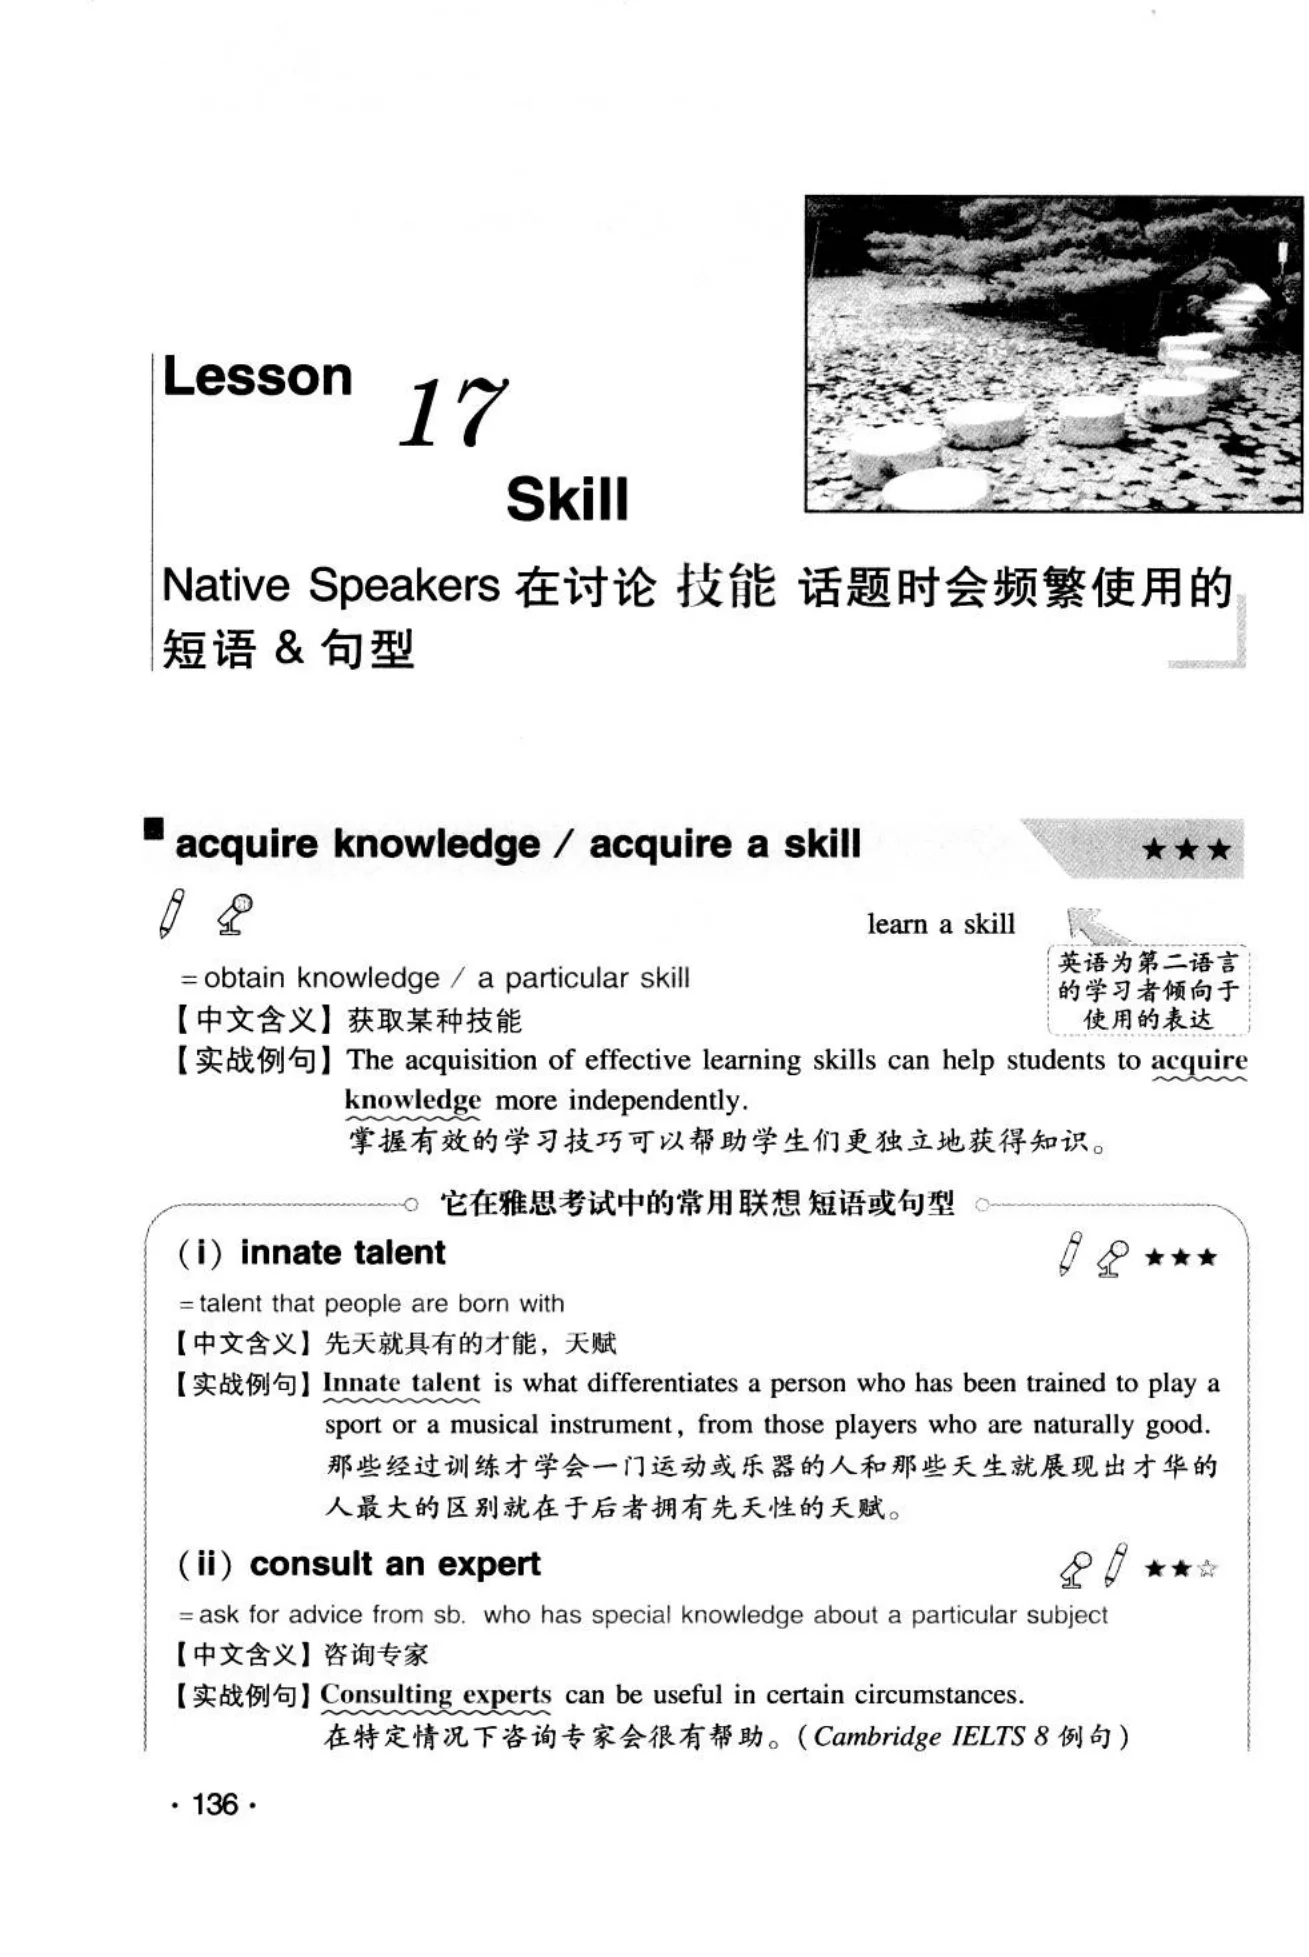 Lesson 17
Skill
Native Speakers 在讨论 技能 话题时会频繁使用的
短语 & 句型
■ acquire knowledge / acquire a skill ★★★
learn a skill
英语为第二语言
的学习者倾向于
使用的表达
= obtain knowledge / a particular skill
【中文含义】获取某种技能
【实战例句】The acquisition of effective learning skills can help students to acquire
knowledge more independently.
掌握有效的学习技巧可以帮助学生们更独立地获得知识。
它在雅思考试中的常用联想短语或句型
(i) innate talent ★★★
= talent that people are born with
【中文含义】先天就具有的才能，天赋
【实战例句】Innate talent is what differentiates a person who has been trained to play a
sport or a musical instrument, from those players who are naturally good.
那些经过训练才学会一门运动或乐器的人和那些天生就展现出才华的
人最大的区别就在于后者拥有先天性的天赋。
(ii) consult an expert ★★☆
= ask for advice from sb. who has special knowledge about a particular subject
【中文含义】咨询专家
【实战例句】Consulting experts can be useful in certain circumstances.
在特定情况下咨询专家会很有帮助。(Cambridge IELTS 8 例句)
· 136 ·